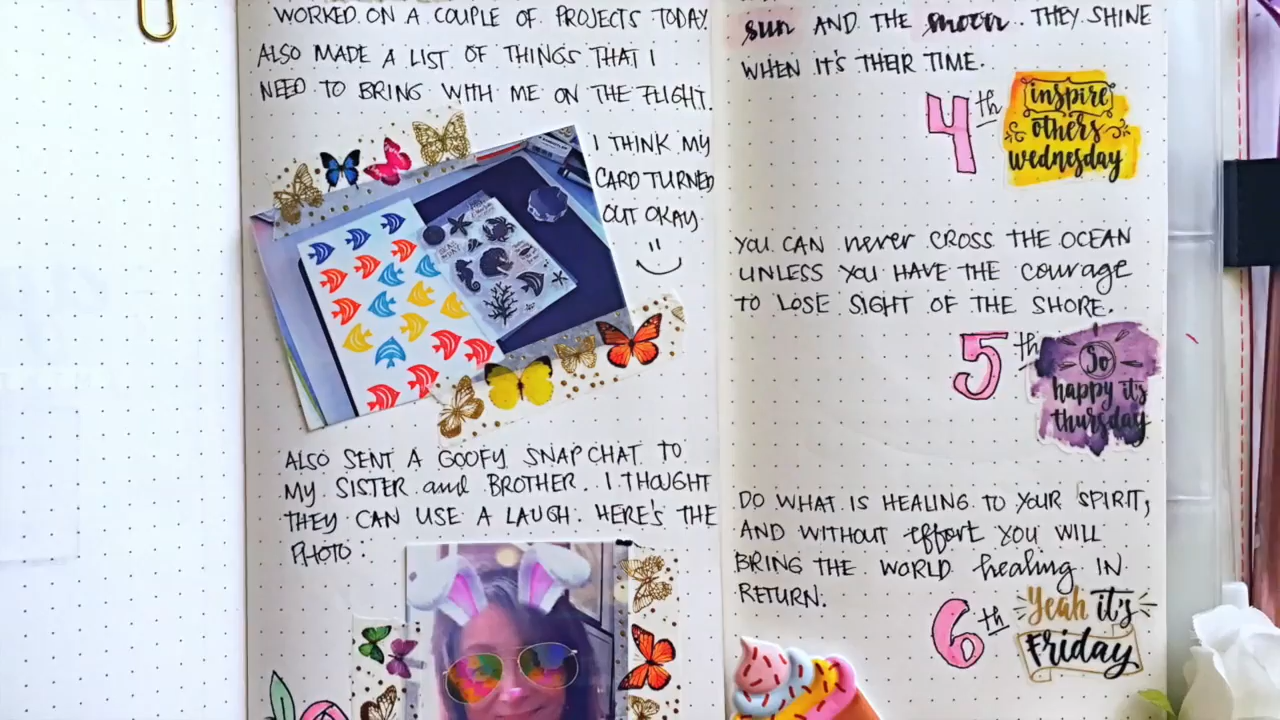 WORKED ON A COUPLE OF PROJECTS TODAY.
ALSO MADE A LIST OF THINGS THAT I
NEED TO BRING WITH ME ON THE FLIGHT.
I THINK MY
CARD TURNED
OUT OKAY
ALSO SENT A GOOFY SNAPCHAT TO
MY SISTER and BROTHER. I THOUGHT
THEY CAN USE A LAUGH. HERE'S THE
PHOTO:
sun AND THE moon. THEY SHINE
WHEN IT'S THEIR TIME.
4th
inspire
others
wednesday
YOU CAN never CROSS THE OCEAN
UNLESS YOU HAVE THE courage
TO LOSE SIGHT OF THE SHORE.
5th
So
happy it's
thursday
DO WHAT IS HEALING TO YOUR SPIRIT,
AND WITHOUT effort YOU WILL
BRING THE WORLD healing IN
RETURN.
6th
Yeah it's
Friday